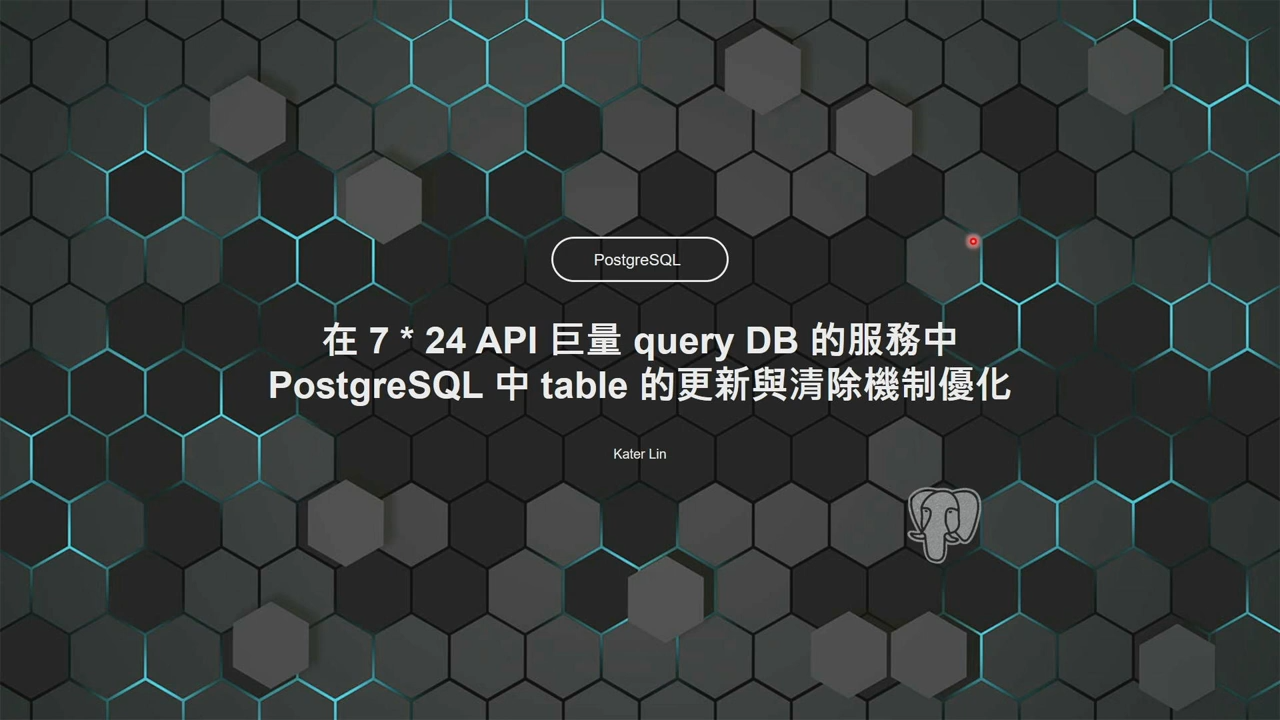 PostgreSQL
在 7 * 24 API 巨量 query DB 的服務中
PostgreSQL 中 table 的更新與清除機制優化
Kater Lin